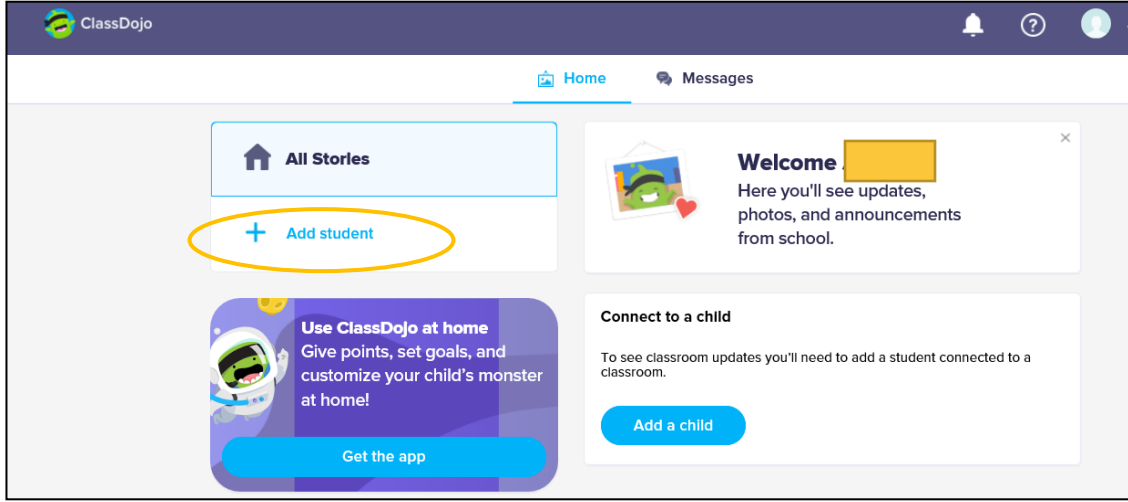 ClassDojo
Home
Messages
All Stories
Add student
Welcome
Here you'll see updates,
photos, and announcements
from school.
Use ClassDojo at home
Give points, set goals, and
customize your child's monster
at home!
Get the app
Connect to a child
To see classroom updates you'll need to add a student connected to a
classroom.
Add a child